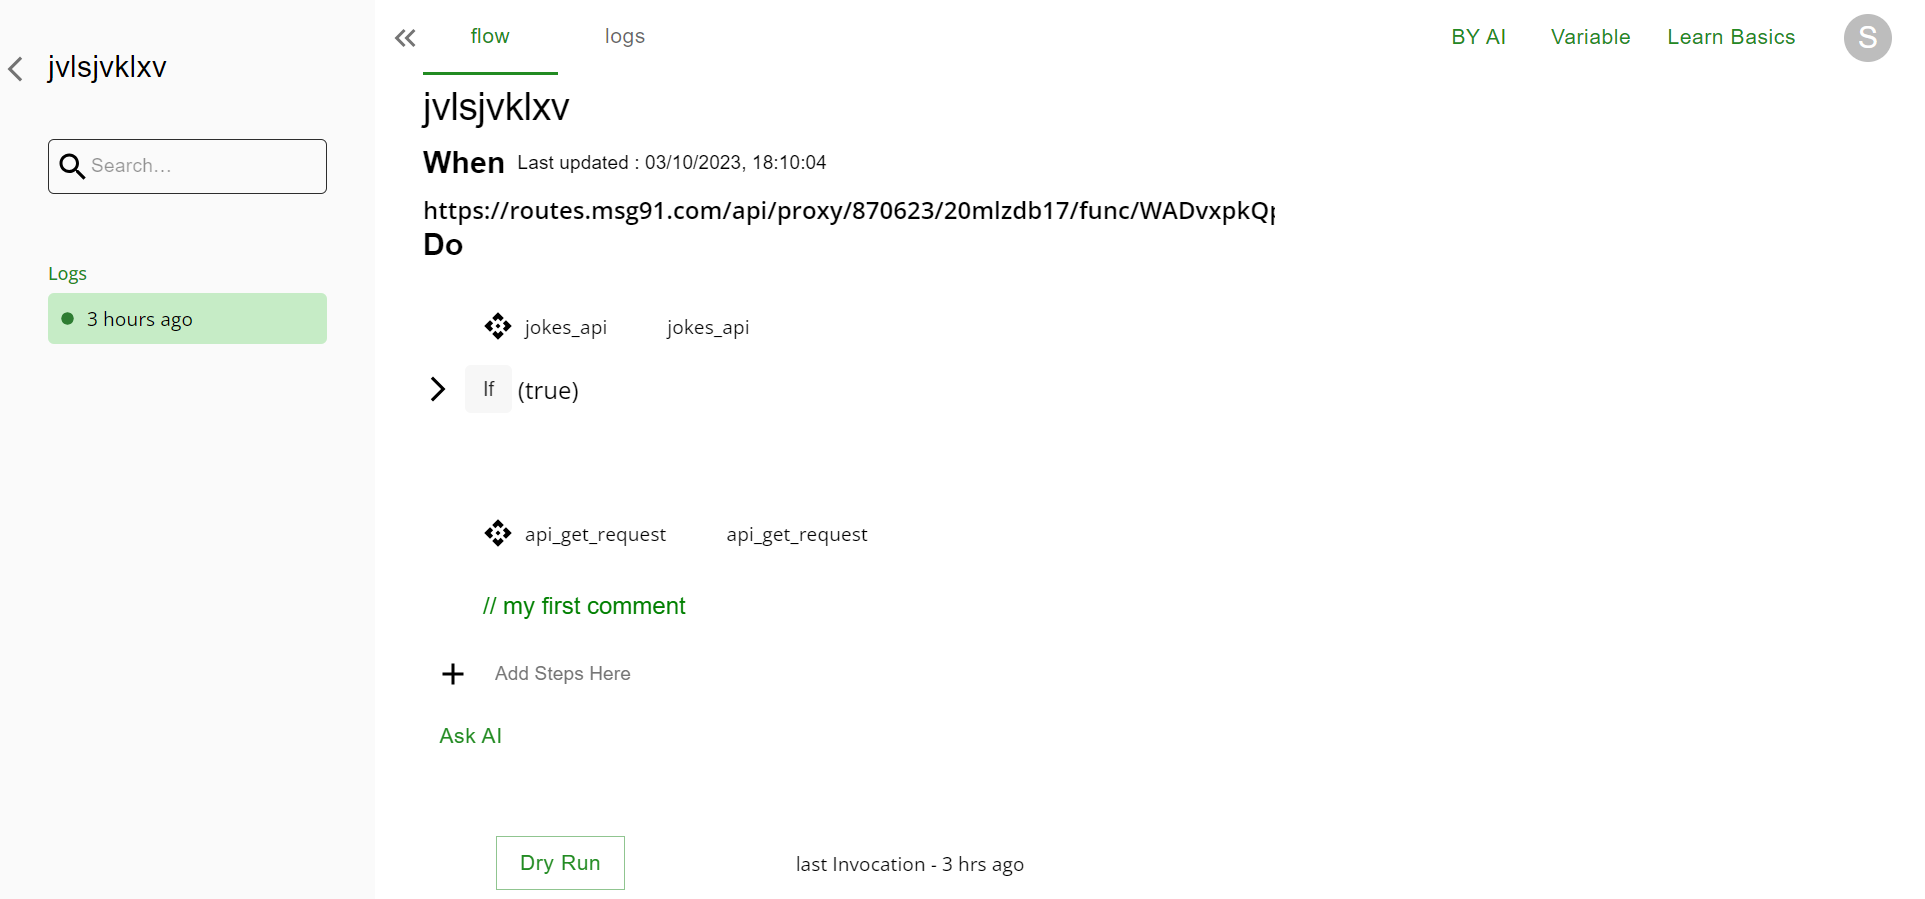 jvlsjvklxv
Search...
Logs
3 hours ago
flow logs BY AI Variable Learn Basics S
jvlsjvklxv
When Last updated : 03/10/2023, 18:10:04
https://routes.msg91.com/api/proxy/870623/20mlzdb17/func/WADvxpkQp
Do
jokes_api jokes_api
If (true)
api_get_request api_get_request
// my first comment
Add Steps Here
Ask AI
Dry Run last Invocation - 3 hrs ago